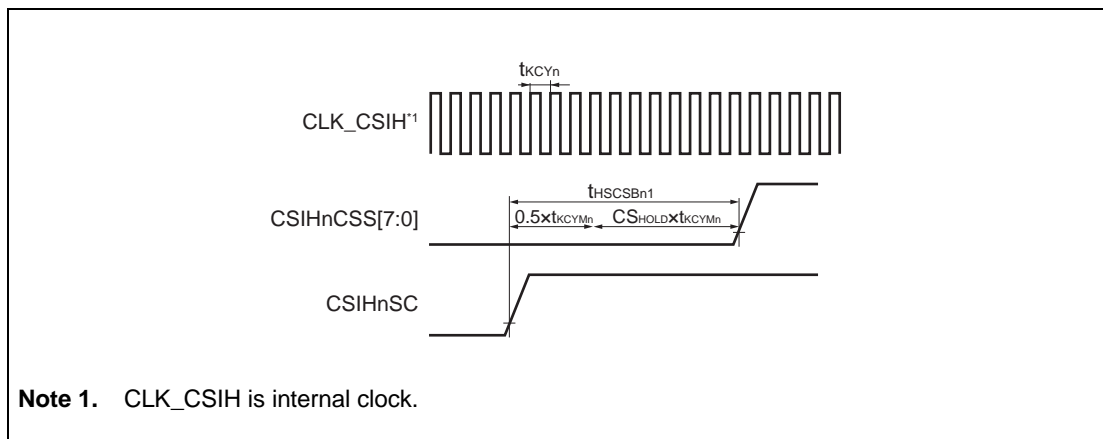 tKCYn
CLK_CSIH*1
tHSCSBn1
CSIHnCSS[7:0]
0.5×tKCYMn
CSHOLD×tKCYMn
CSIHnSC
Note 1. CLK_CSIH is internal clock.